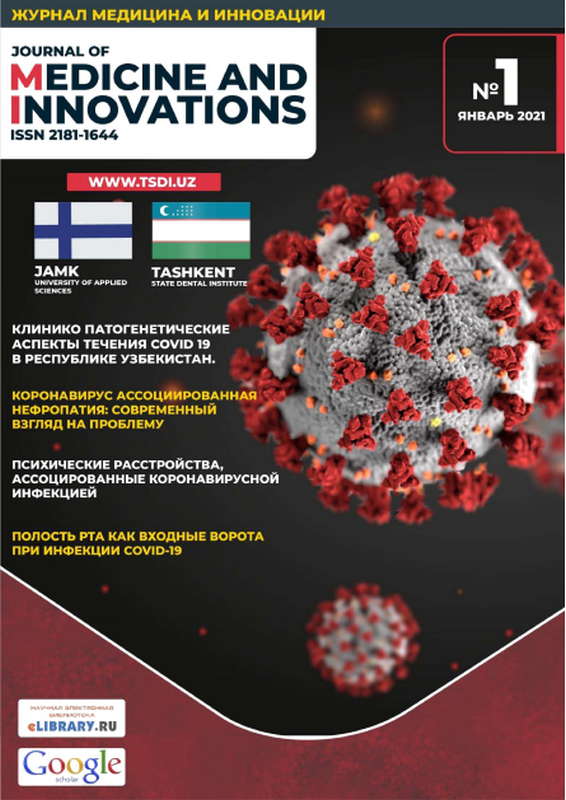 ЖУРНАЛ МЕДИЦИНА И ИННОВАЦИИ
JOURNAL OF
MEDICINE AND
INNOVATIONS
ISSN 2181-1644
№1
ЯНВАРЬ 2021
WWW.TSDI.UZ
JAMK
UNIVERSITY OF APPLIED
SCIENCES
TASHKENT
STATE DENTAL INSTITUTE
КЛИНИКО ПАТОГЕНЕТИЧЕСКИЕ
АСПЕКТЫ ТЕЧЕНИЯ COVID 19
В РЕСПУБЛИКЕ УЗБЕКИСТАН.
КОРОНАВИРУС АССОЦИИРОВАННАЯ
НЕФРОПАТИЯ: СОВРЕМЕННЫЙ
ВЗГЛЯД НА ПРОБЛЕМУ
ПСИХИЧЕСКИЕ РАССТРОЙСТВА,
АССОЦИРОВАННЫЕ КОРОНАВИРУСНОЙ
ИНФЕКЦИЕЙ
ПОЛОСТЬ РТА КАК ВХОДНЫЕ ВОРОТА
ПРИ ИНФЕКЦИИ COVID-19
НАУЧНАЯ ЭЛЕКТРОННАЯ
БИБЛИОТЕКА
eLIBRARY.RU
Google
scholar